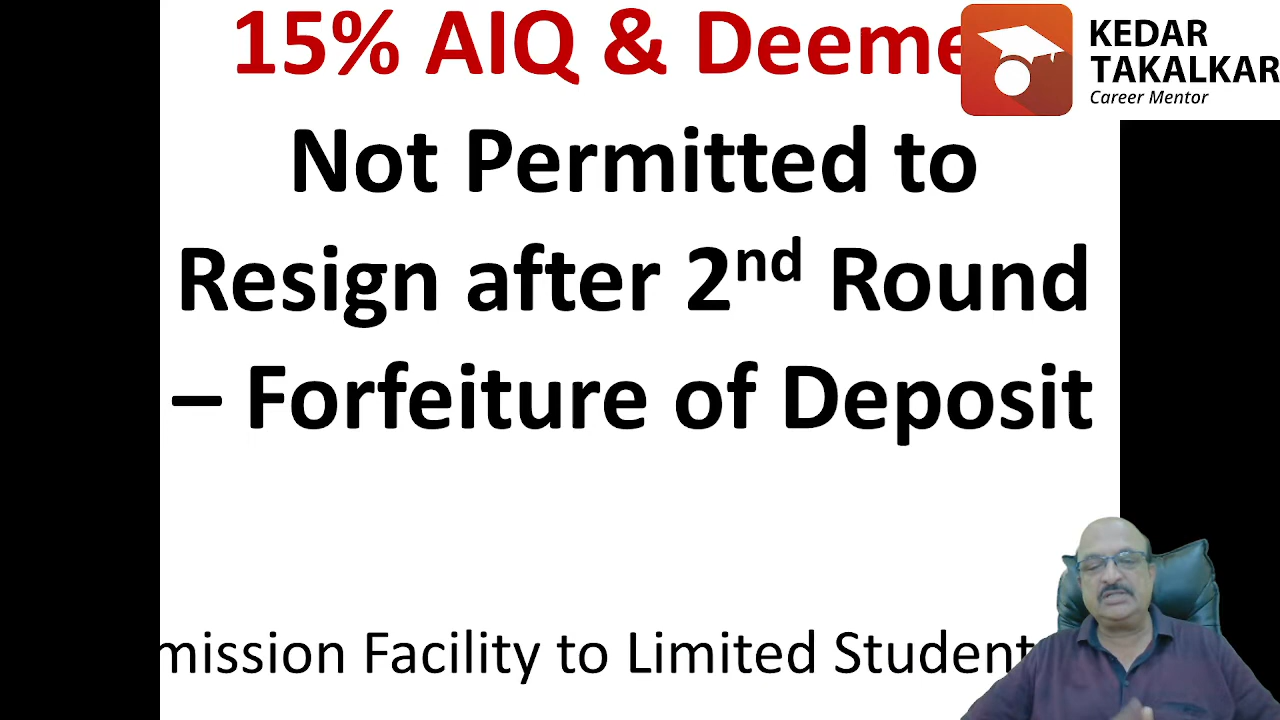 15% AIQ & Deeme
KEDAR
TAKALKAR
Career Mentor
Not Permitted to
Resign after 2nd Round
– Forfeiture of Deposit
mission Facility to Limited Student